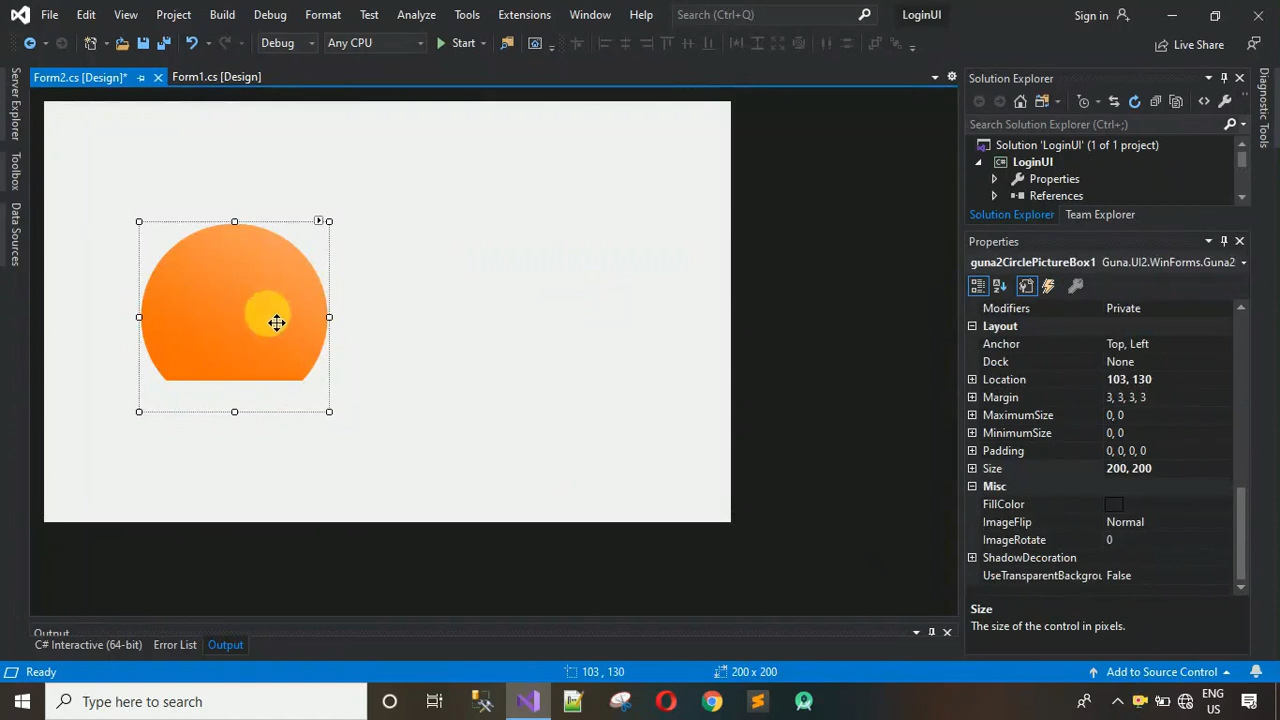 File Edit View Project Build Debug Format Test Analyze Tools Extensions Window Help Search (Ctrl+Q) LoginUI Sign in
Debug Any CPU Start Live Share
Form2.cs [Design]* Form1.cs [Design]
Server Explorer
Toolbox
Data Sources
Diagnostic Tools
Solution Explorer
Search Solution Explorer (Ctrl+;)
Solution 'LoginUI' (1 of 1 project)
LoginUI
Properties
References
Solution Explorer Team Explorer
Properties
guna2CirclePictureBox1 Guna.UI2.WinForms.Guna2
Modifiers Private
Layout
Anchor Top, Left
Dock None
Location 103, 130
Margin 3, 3, 3, 3
MaximumSize 0, 0
MinimumSize 0, 0
Padding 0, 0, 0, 0
Size 200, 200
Misc
FillColor
ImageFlip Normal
ImageRotate 0
ShadowDecoration
UseTransparentBackgrou False
Size
The size of the control in pixels.
Output
C# Interactive (64-bit) Error List Output
Ready 103 , 130 200 x 200 Add to Source Control
Type here to search ENG
US